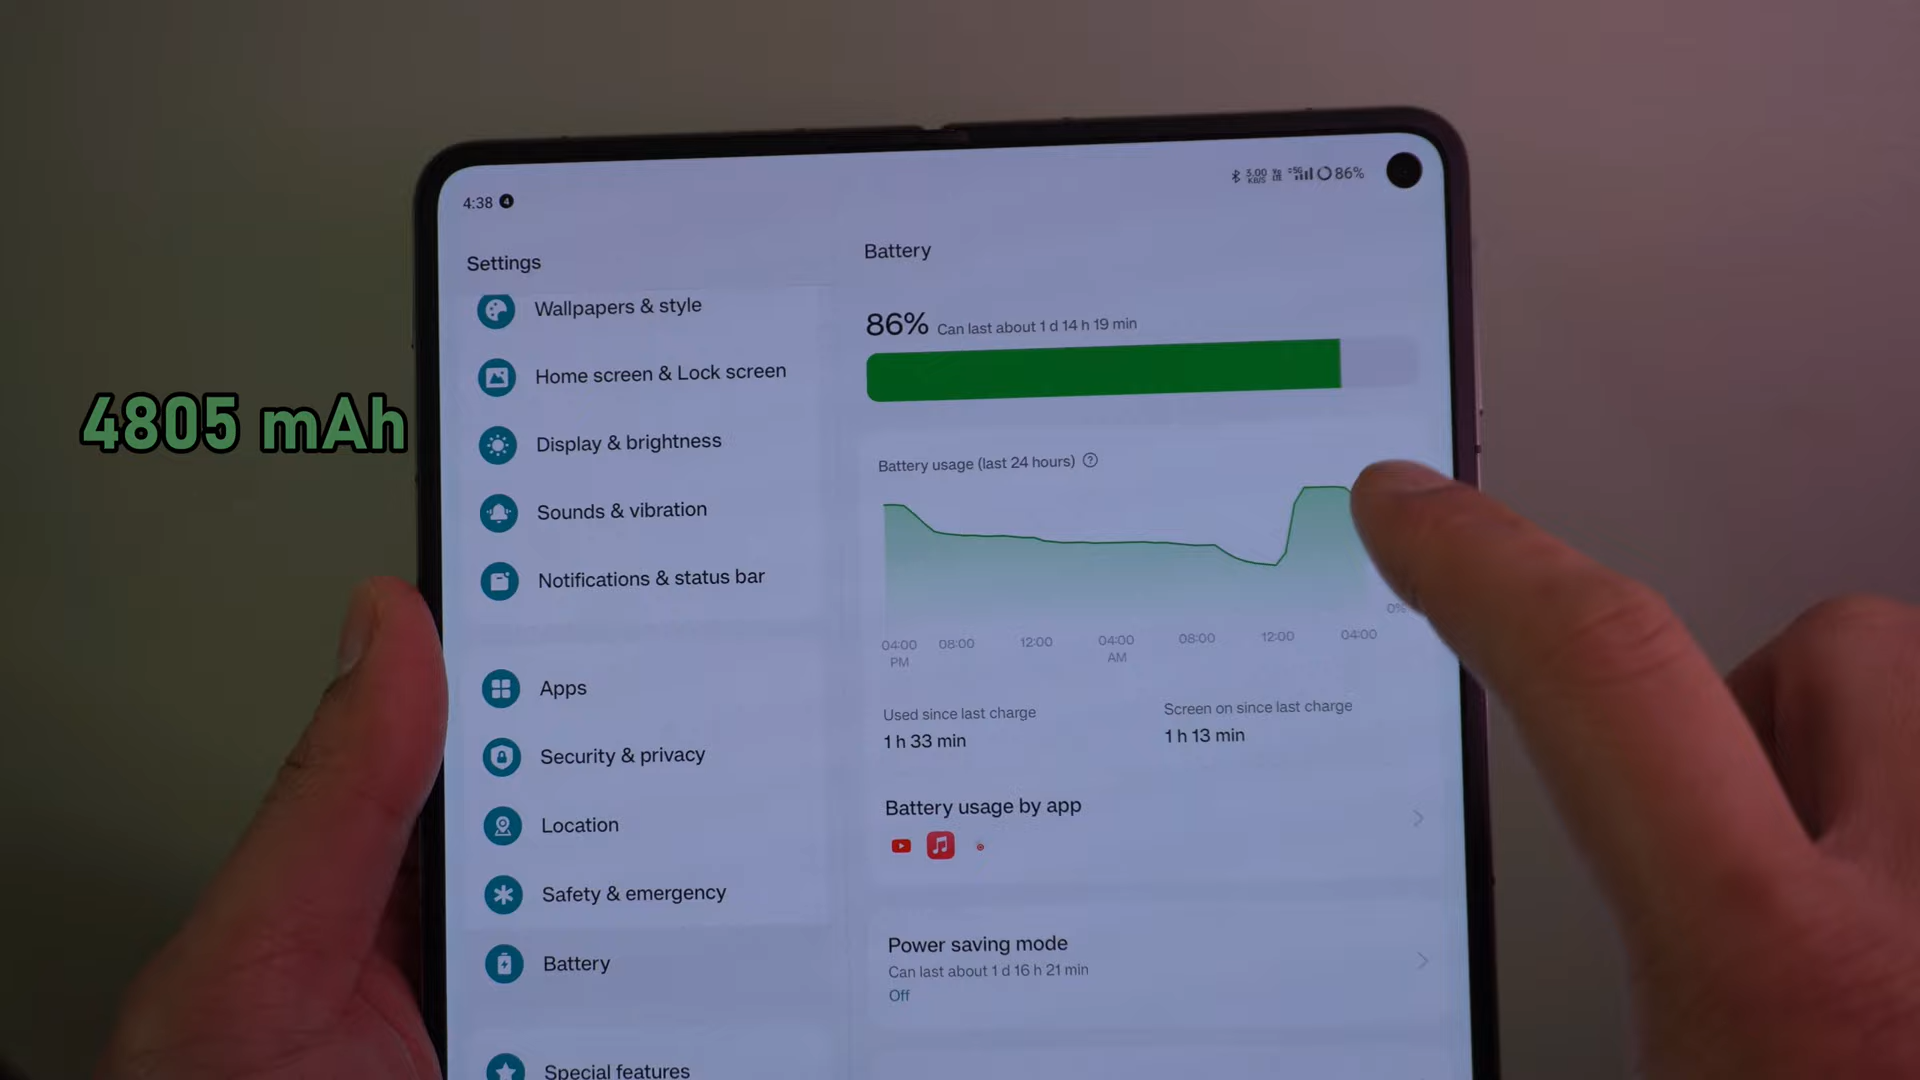 4:38 4
5G 86%
Settings
Wallpapers & style
Home screen & Lock screen
Display & brightness
Sounds & vibration
Notifications & status bar
Apps
Security & privacy
Location
Safety & emergency
Battery
Special features
Battery
86% Can last about 1 d 14 h 19 min
Battery usage (last 24 hours) ?
0%
04:00 PM 08:00 12:00 04:00 AM 08:00 12:00 04:00
Used since last charge
1 h 33 min
Screen on since last charge
1 h 13 min
Battery usage by app
Power saving mode
Can last about 1 d 16 h 21 min
Off
4805 mAh